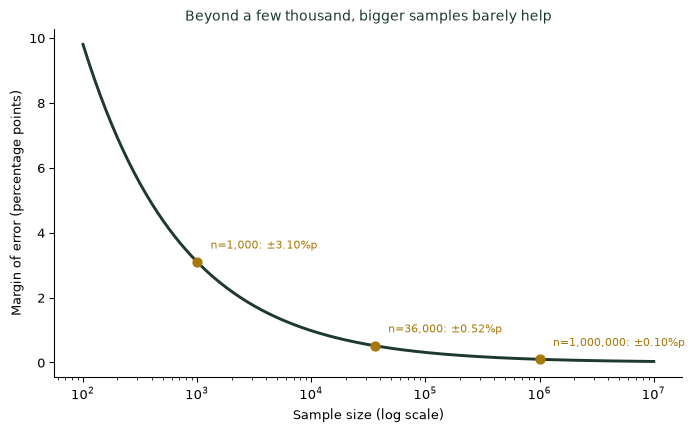 Beyond a few thousand, bigger samples barely help
Margin of error (percentage points)
10
8
6
4
2
0
n=1,000: ±3.10%p
n=36,000: ±0.52%p
n=1,000,000: ±0.10%p
10²
10³
10⁴
10⁵
10⁶
10⁷
Sample size (log scale)